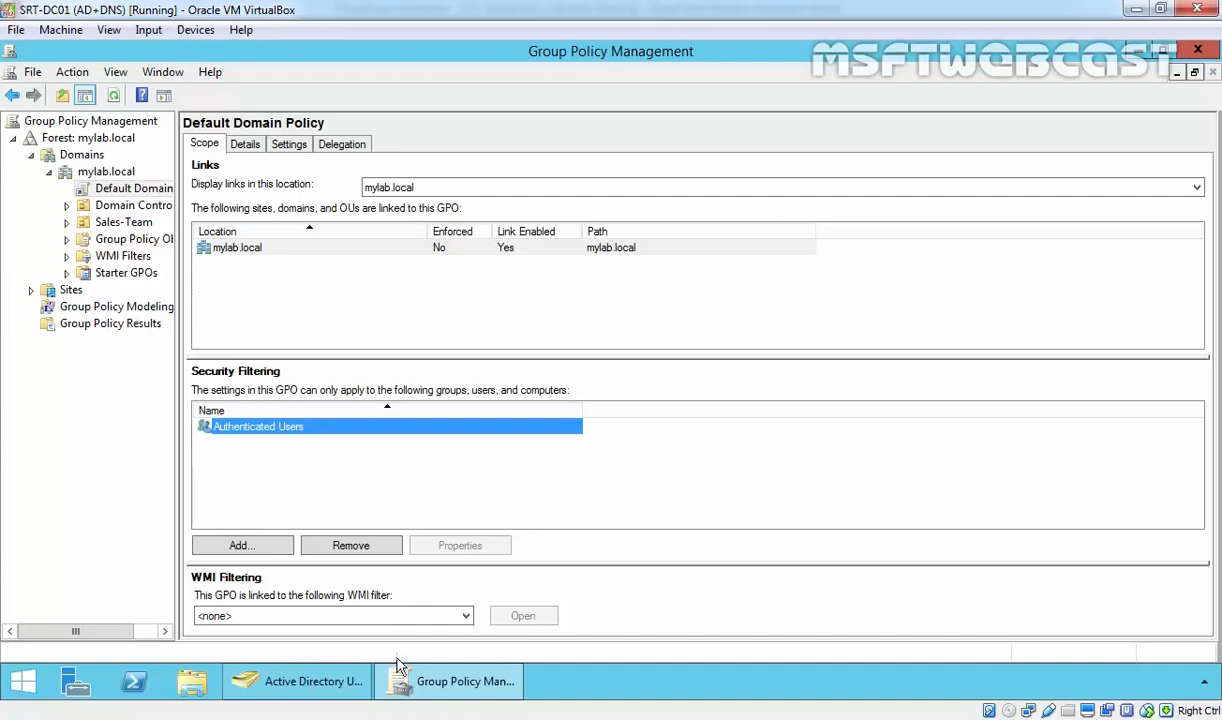 SRT-DC01 (AD+DNS) [Running] - Oracle VM VirtualBox
File Machine View Input Devices Help
Group Policy Management
MSFTWEBCAST
File Action View Window Help
Group Policy Management
Forest: mylab.local
Domains
mylab.local
Default Domain
Domain Contro
Sales-Team
Group Policy Ob
WMI Filters
Starter GPOs
Sites
Group Policy Modeling
Group Policy Results
Default Domain Policy
Scope Details Settings Delegation
Links
Display links in this location: mylab.local
The following sites, domains, and OUs are linked to this GPO:
Location Enforced Link Enabled Path
mylab.local No Yes mylab.local
Security Filtering
The settings in this GPO can only apply to the following groups, users, and computers:
Name
Authenticated Users
Add... Remove Properties
WMI Filtering
This GPO is linked to the following WMI filter:
<none> Open
Active Directory U... Group Policy Man...
Right Ctrl